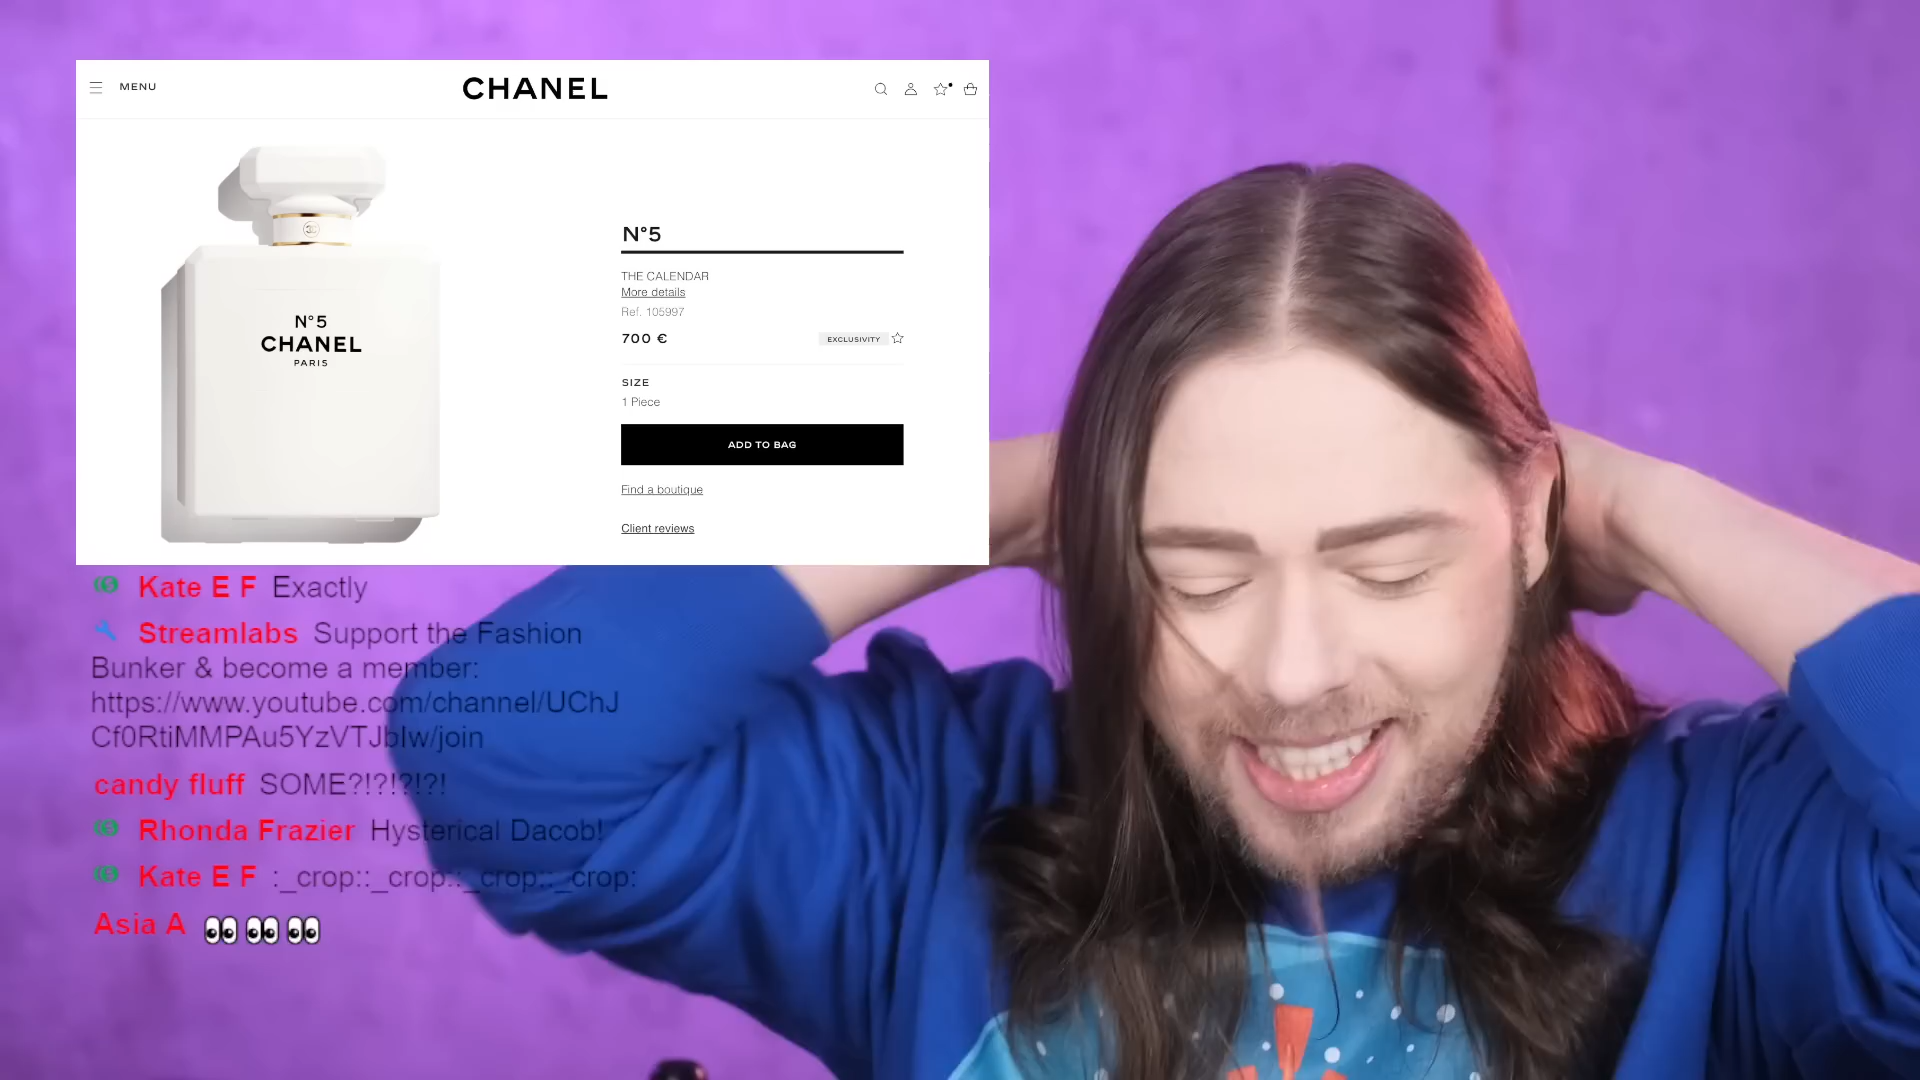 MENU
CHANEL
N°5
CHANEL
PARIS
N°5
THE CALENDAR
More details
Ref. 105997
700 €
EXCLUSIVITY
SIZE
1 Piece
ADD TO BAG
Find a boutique
Client reviews
Kate E F Exactly
Streamlabs Support the Fashion
Bunker & become a member:
https://www.youtube.com/channel/UChJ
Cf0RtiMMPAu5YzVTJbIw/join
candy fluff SOME?!?!?!?!
Rhonda Frazier Hysterical Dacob!
Kate E F :_crop::_crop::_crop::_crop:
Asia A